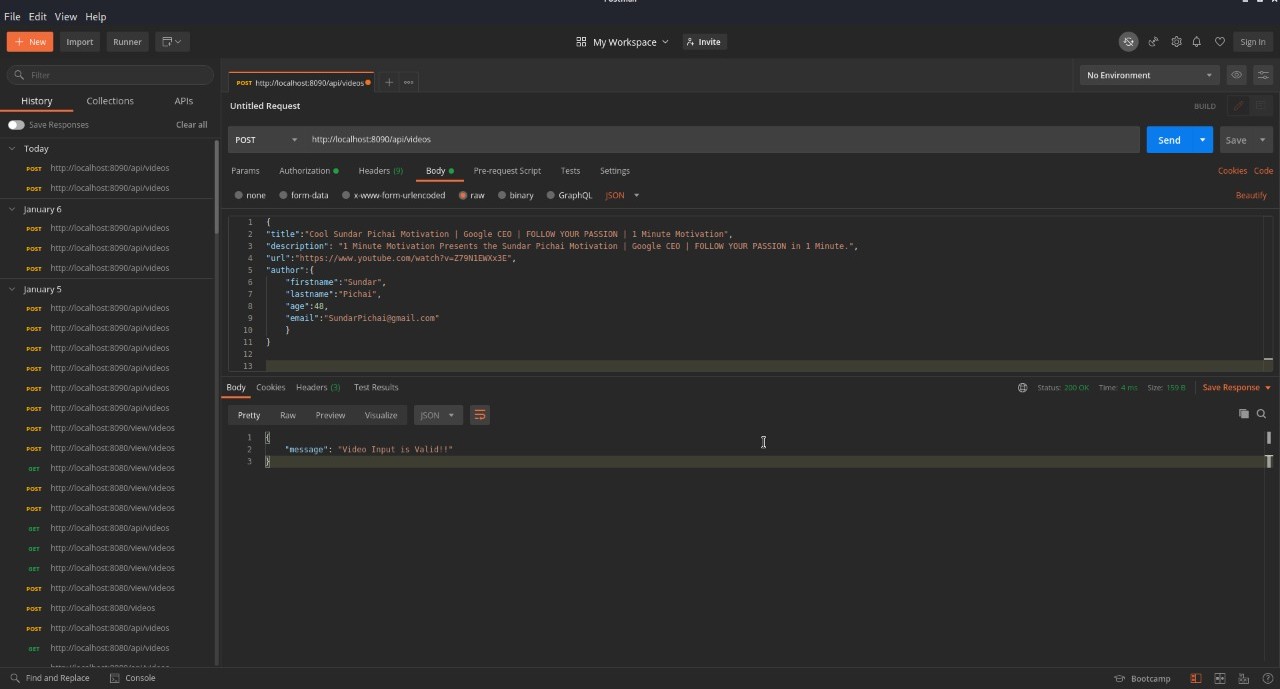 Postman
File Edit View Help
New Import Runner My Workspace Invite Sign In
Filter
History Collections APIs
Save Responses Clear all
Today
POST http://localhost:8090/api/videos
POST http://localhost:8090/api/videos
January 6
POST http://localhost:8090/api/videos
POST http://localhost:8090/api/videos
POST http://localhost:8090/api/videos
January 5
POST http://localhost:8090/api/videos
POST http://localhost:8090/api/videos
POST http://localhost:8090/api/videos
POST http://localhost:8090/api/videos
POST http://localhost:8090/api/videos
POST http://localhost:8090/api/videos
POST http://localhost:8080/view/videos
POST http://localhost:8080/view/videos
GET http://localhost:8080/view/videos
POST http://localhost:8080/view/videos
POST http://localhost:8080/view/videos
GET http://localhost:8080/api/videos
GET http://localhost:8080/view/videos
GET http://localhost:8080/view/videos
POST http://localhost:8080/view/videos
POST http://localhost:8080/videos
POST http://localhost:8080/api/videos
GET http://localhost:8080/api/videos
POST http://localhost:8090/api/videos
No Environment
Untitled Request BUILD
POST http://localhost:8090/api/videos Send Save
Params Authorization Headers (9) Body Pre-request Script Tests Settings Cookies Code
none form-data x-www-form-urlencoded raw binary GraphQL JSON Beautify
1 {
2 "title":"Cool Sundar Pichai Motivation | Google CEO | FOLLOW YOUR PASSION | 1 Minute Motivation",
3 "description": "1 Minute Motivation Presents the Sundar Pichai Motivation | Google CEO | FOLLOW YOUR PASSION in 1 Minute.",
4 "url":"https://www.youtube.com/watch?v=Z79N1EWXx3E",
5 "author":{
6 "firstname":"Sundar",
7 "lastname":"Pichai",
8 "age":48,
9 "email":"SundarPichai@gmail.com"
10 }
11 }
12
13
Body Cookies Headers (3) Test Results Status: 200 OK Time: 4 ms Size: 159 B Save Response
Pretty Raw Preview Visualize JSON
1 {
2 "message": "Video Input is Valid!!"
3 }
Find and Replace Console Bootcamp